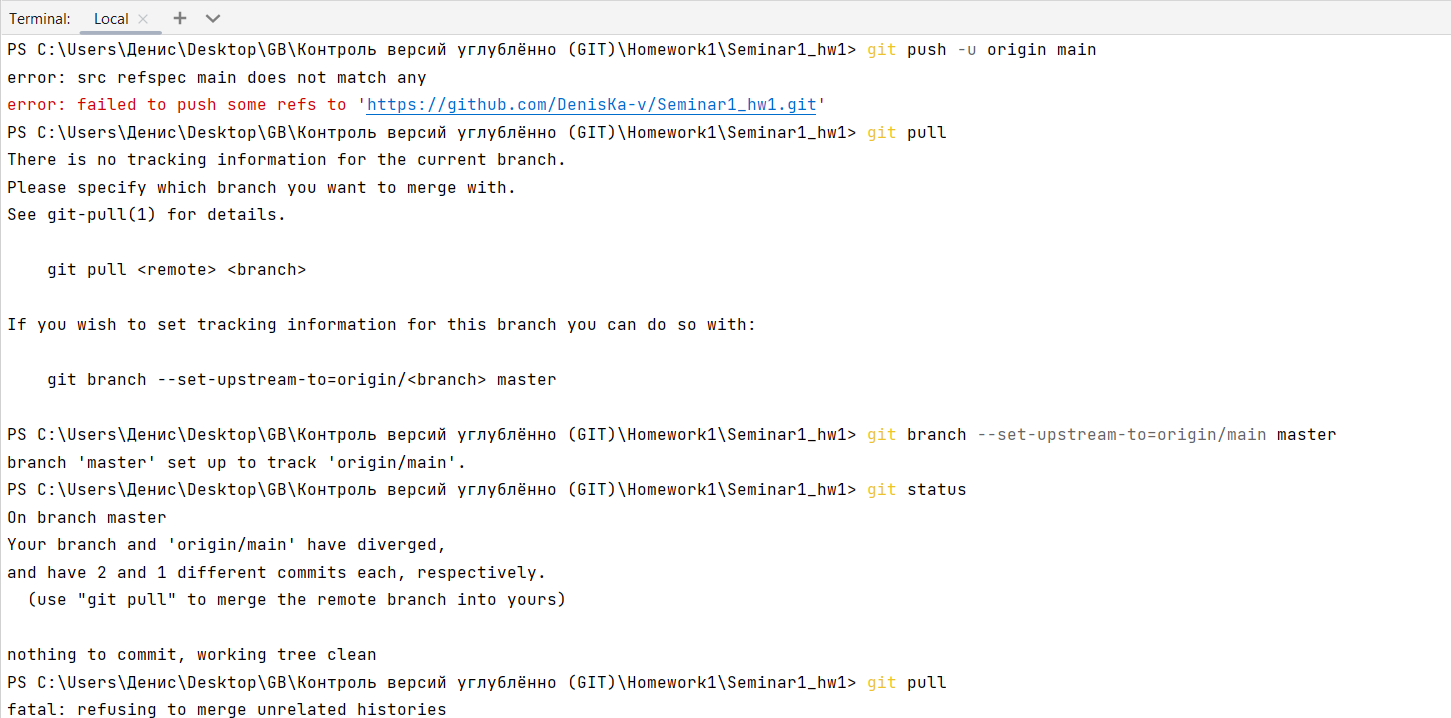 Terminal: Local
PS C:\Users\Денис\Desktop\GB\Контроль версий углублённо (GIT)\Homework1\Seminar1_hw1> git push -u origin main
error: src refspec main does not match any
error: failed to push some refs to 'https://github.com/DenisKa-v/Seminar1_hw1.git'
PS C:\Users\Денис\Desktop\GB\Контроль версий углублённо (GIT)\Homework1\Seminar1_hw1> git pull
There is no tracking information for the current branch.
Please specify which branch you want to merge with.
See git-pull(1) for details.
git pull <remote> <branch>
If you wish to set tracking information for this branch you can do so with:
git branch --set-upstream-to=origin/<branch> master
PS C:\Users\Денис\Desktop\GB\Контроль версий углублённо (GIT)\Homework1\Seminar1_hw1> git branch --set-upstream-to=origin/main master
branch 'master' set up to track 'origin/main'.
PS C:\Users\Денис\Desktop\GB\Контроль версий углублённо (GIT)\Homework1\Seminar1_hw1> git status
On branch master
Your branch and 'origin/main' have diverged,
and have 2 and 1 different commits each, respectively.
(use "git pull" to merge the remote branch into yours)
nothing to commit, working tree clean
PS C:\Users\Денис\Desktop\GB\Контроль версий углублённо (GIT)\Homework1\Seminar1_hw1> git pull
fatal: refusing to merge unrelated histories